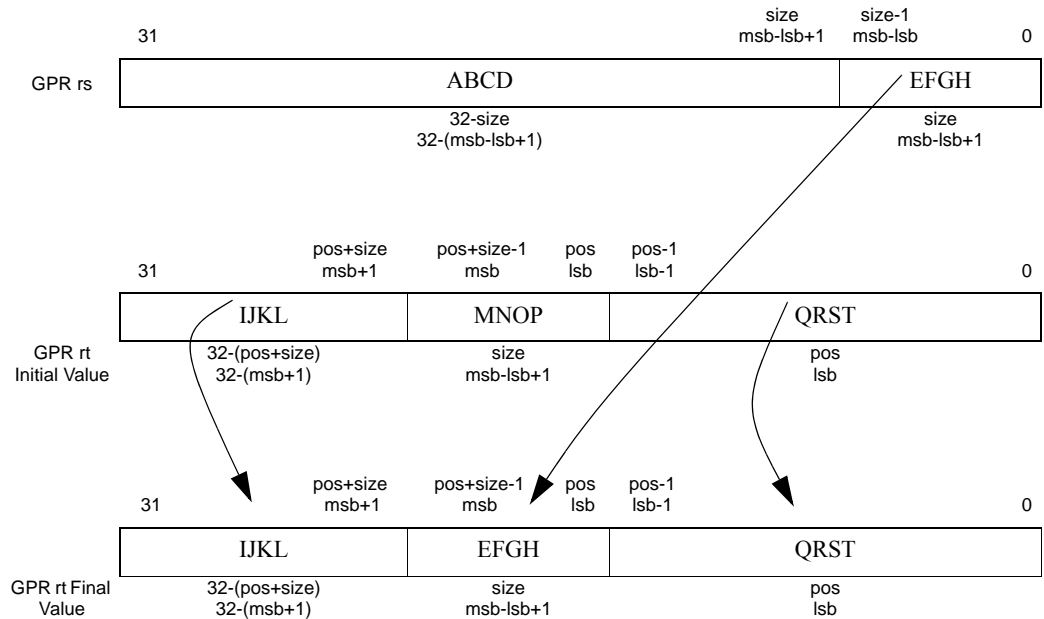 size size-1
31 msb-lsb+1 msb-lsb 0
GPR rs ABCD EFGH
32-size size
32-(msb-lsb+1) msb-lsb+1
pos+size pos+size-1 pos pos-1
31 msb+1 msb lsb lsb-1 0
IJKL MNOP QRST
GPR rt 32-(pos+size) size pos
Initial Value 32-(msb+1) msb-lsb+1 lsb
pos+size pos+size-1 pos pos-1
31 msb+1 msb lsb lsb-1 0
IJKL EFGH QRST
GPR rt Final 32-(pos+size) size pos
Value 32-(msb+1) msb-lsb+1 lsb